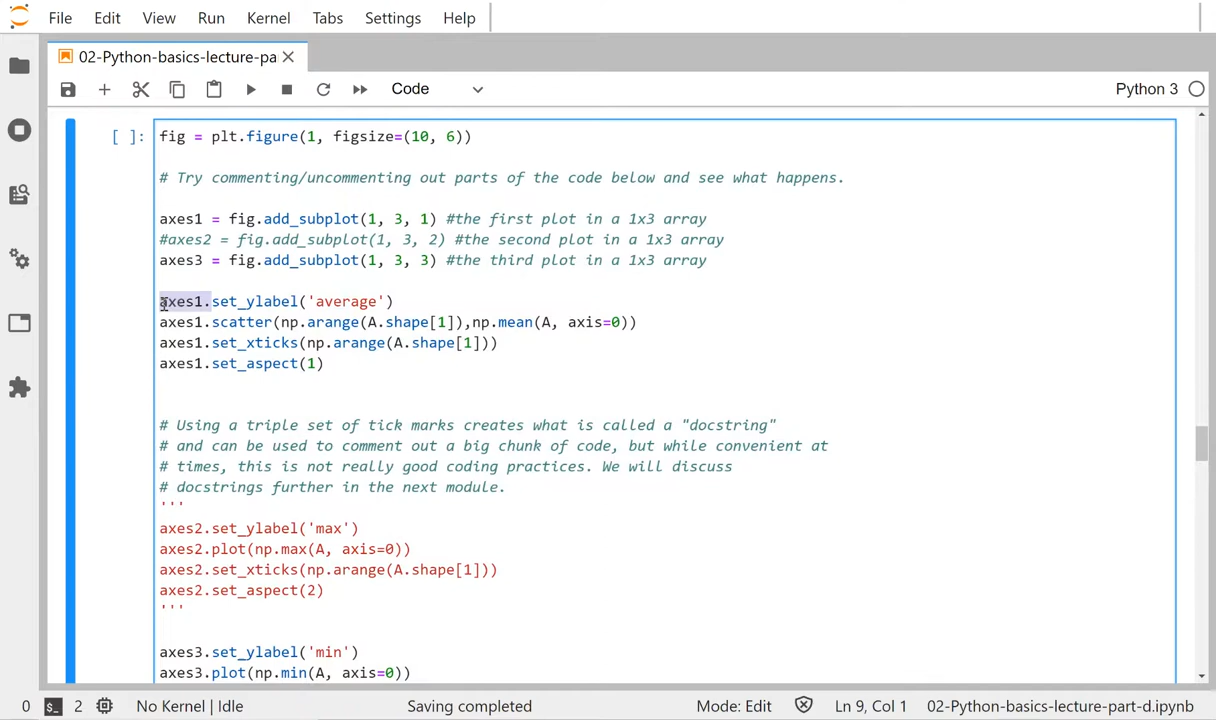 File Edit View Run Kernel Tabs Settings Help
02-Python-basics-lecture-pa
Code
Python 3
[ ]:
fig = plt.figure(1, figsize=(10, 6))
# Try commenting/uncommenting out parts of the code below and see what happens.
axes1 = fig.add_subplot(1, 3, 1) #the first plot in a 1x3 array
#axes2 = fig.add_subplot(1, 3, 2) #the second plot in a 1x3 array
axes3 = fig.add_subplot(1, 3, 3) #the third plot in a 1x3 array
axes1.set_ylabel('average')
axes1.scatter(np.arange(A.shape[1]),np.mean(A, axis=0))
axes1.set_xticks(np.arange(A.shape[1]))
axes1.set_aspect(1)
# Using a triple set of tick marks creates what is called a "docstring"
# and can be used to comment out a big chunk of code, but while convenient at
# times, this is not really good coding practices. We will discuss
# docstrings further in the next module.
'''
axes2.set_ylabel('max')
axes2.plot(np.max(A, axis=0))
axes2.set_xticks(np.arange(A.shape[1]))
axes2.set_aspect(2)
'''
axes3.set_ylabel('min')
axes3.plot(np.min(A, axis=0))
0 2 No Kernel | Idle Saving completed Mode: Edit Ln 9, Col 1 02-Python-basics-lecture-part-d.ipynb